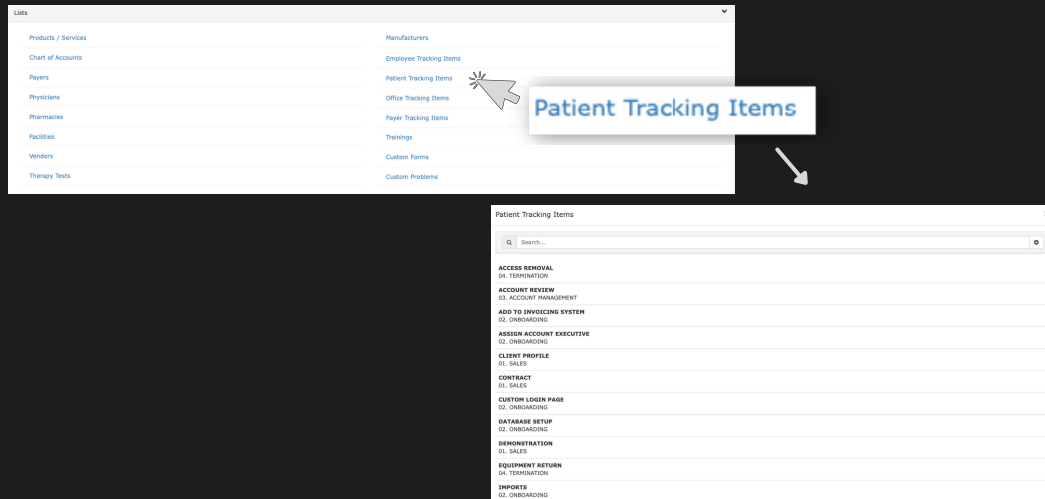 Lists
Products / Services
Manufacturers
Chart of Accounts
Employee Tracking Items
Payers
Patient Tracking Items
Physicians
Office Tracking Items
Pharmacies
Payer Tracking Items
Facilities
Trainings
Vendors
Custom Forms
Therapy Tests
Custom Problems
Patient Tracking Items
Patient Tracking Items
Search...
ACCESS REMOVAL
04. TERMINATION
ACCOUNT REVIEW
03. ACCOUNT MANAGEMENT
ADD TO INVOICING SYSTEM
02. ONBOARDING
ASSIGN ACCOUNT EXECUTIVE
02. ONBOARDING
CLIENT PROFILE
01. SALES
CONTRACT
01. SALES
CUSTOM LOGIN PAGE
02. ONBOARDING
DATABASE SETUP
02. ONBOARDING
DEMONSTRATION
01. SALES
EQUIPMENT RETURN
04. TERMINATION
IMPORTS
02. ONBOARDING